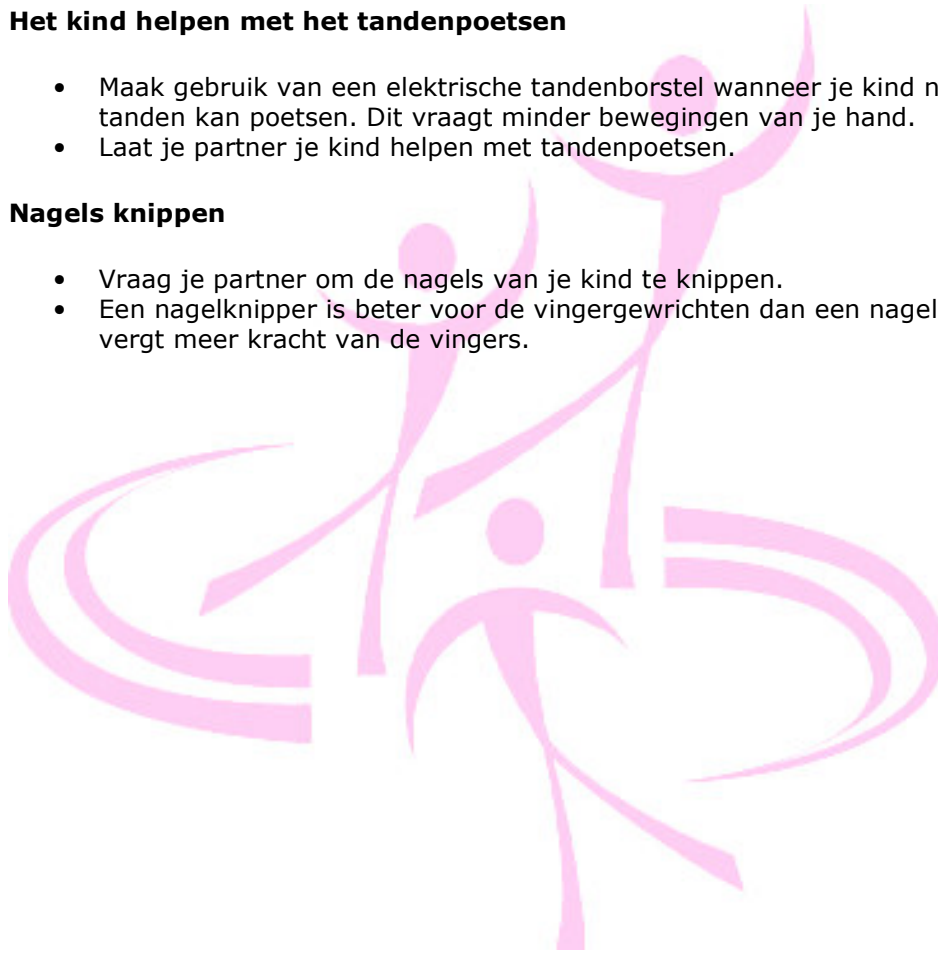 Het kind helpen met het tandenpoetsen
• Maak gebruik van een elektrische tandenborstel wanneer je kind n
tanden kan poetsen. Dit vraagt minder bewegingen van je hand.
• Laat je partner je kind helpen met tandenpoetsen.
Nagels knippen
• Vraag je partner om de nagels van je kind te knippen.
• Een nagelknipper is beter voor de vingergewrichten dan een nagel
vergt meer kracht van de vingers.